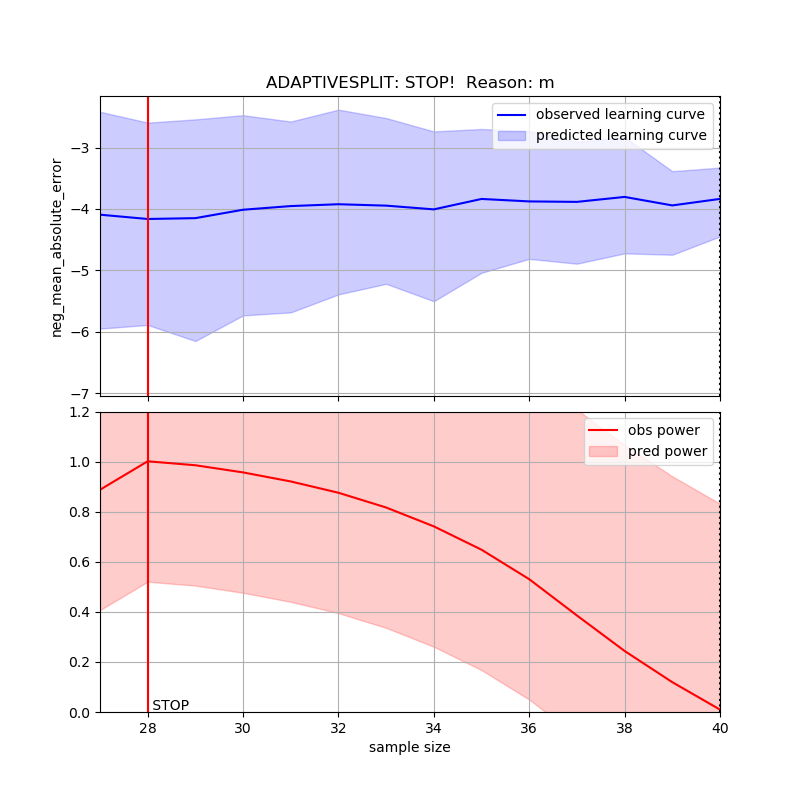 ADAPTIVESPLIT: STOP!  Reason: m
observed learning curve
predicted learning curve
neg_mean_absolute_error
−3
−4
−5
−6
−7
obs power
pred power
1.2
1.0
0.8
0.6
0.4
0.2
0.0
STOP
28 30 32 34 36 38 40
sample size